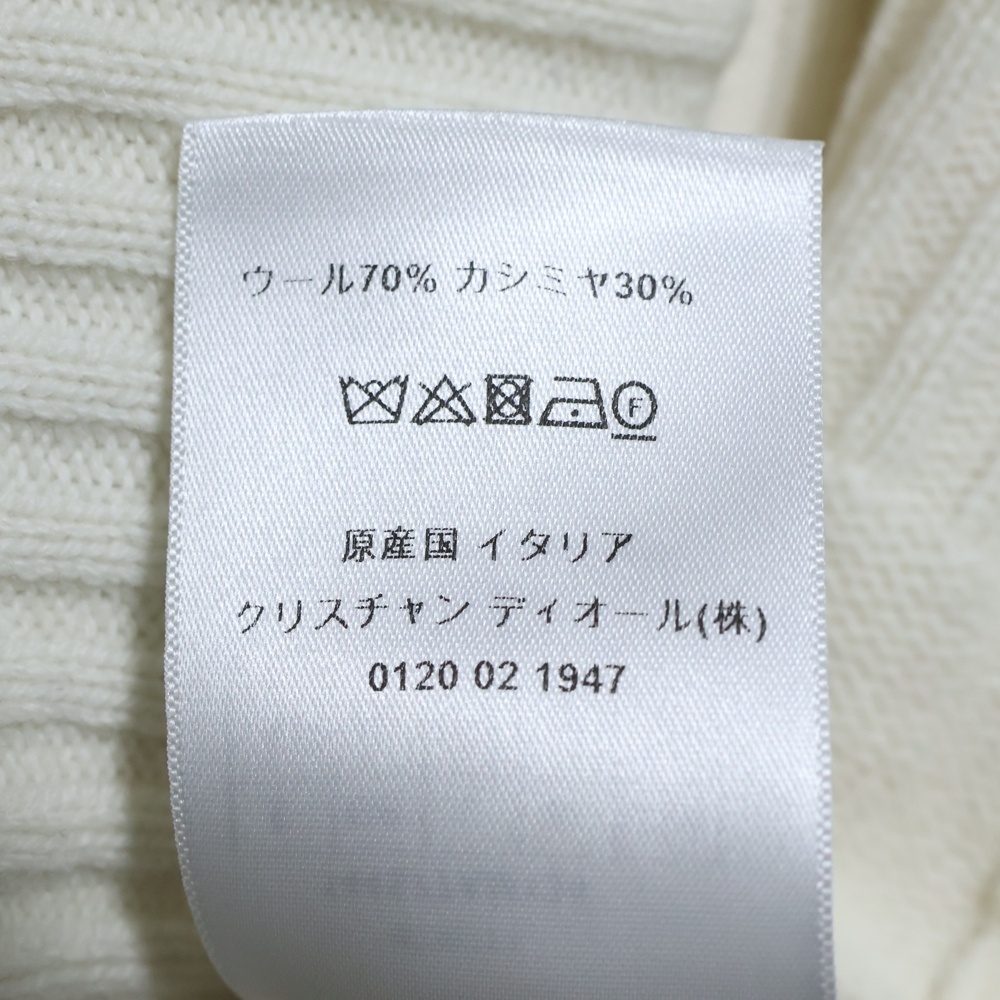 ウール70% カシミヤ30%
F
原産国 イタリア
クリスチャン ディオール(株)
0120 02 1947